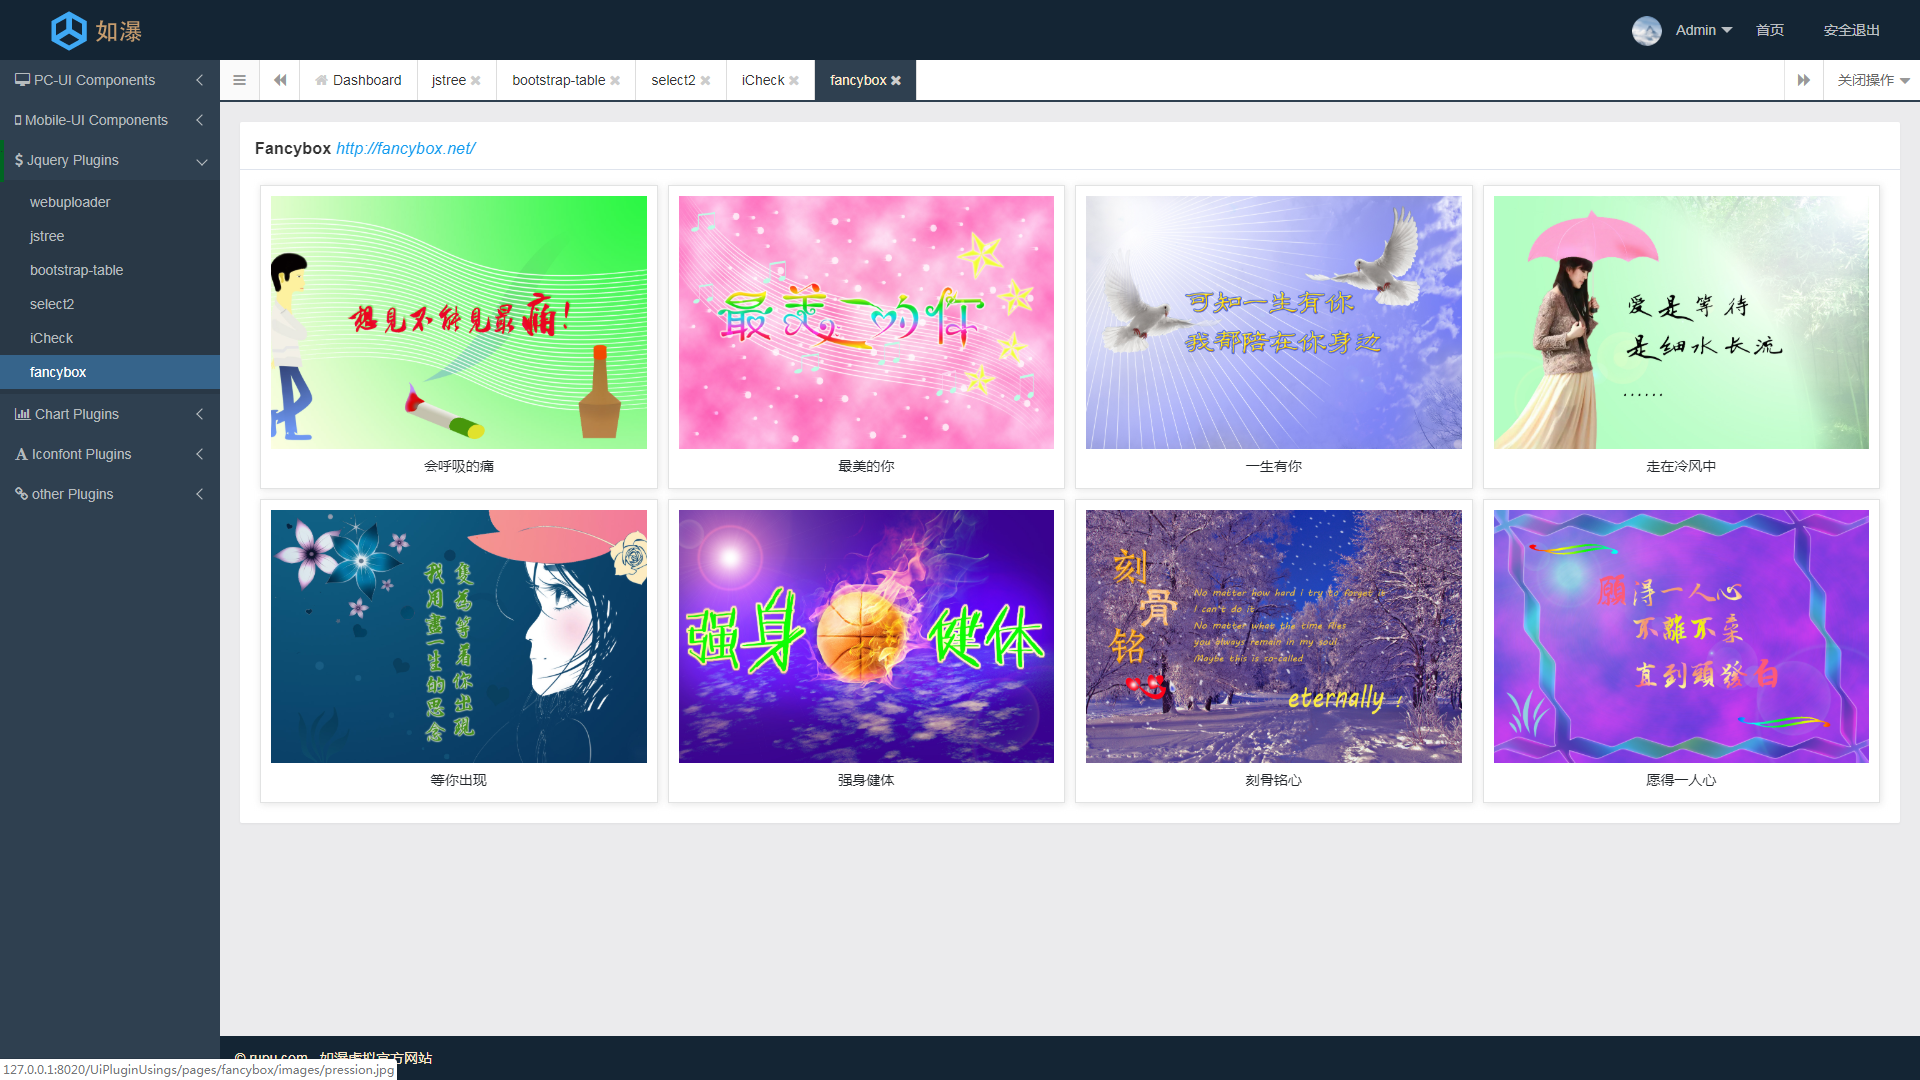 如瀑
Admin 首页 安全退出
PC-UI Components
Mobile-UI Components
Jquery Plugins
webuploader
jstree
bootstrap-table
select2
iCheck
fancybox
Chart Plugins
Iconfont Plugins
other Plugins
Dashboard jstree bootstrap-table select2 iCheck fancybox 关闭操作
Fancybox http://fancybox.net/
想见不能见最痛!
会呼吸的痛
最美的你
最美的你
可知一生有你
我都陪在你身边
一生有你
爱是等待
是细水长流
......
走在冷风中
隻為等着你出現
我用盡一生的思念
等你出现
强身健体
强身健体
刻骨铭
No matter how hard i try to forget it
I can't do it
No matter what the time flies
you always remain in my soul.
Maybe this is so-called
eternally !
刻骨铭心
願得一人心
不離不棄
直到頭發白
愿得一人心
© rupu.com 如瀑虚拟官方网站
127.0.0.1:8020/UiPluginUsings/pages/fancybox/images/pression.jpg